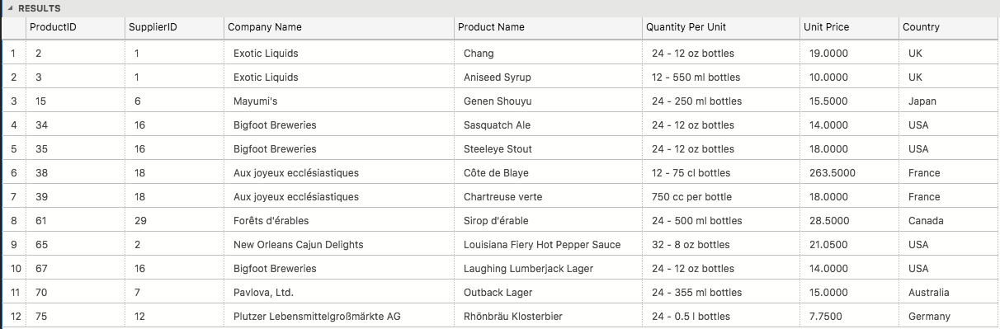 RESULTS
ProductID SupplierID Company Name Product Name Quantity Per Unit Unit Price Country
1 2 1 Exotic Liquids Chang 24 - 12 oz bottles 19.0000 UK
2 3 1 Exotic Liquids Aniseed Syrup 12 - 550 ml bottles 10.0000 UK
3 15 6 Mayumi's Genen Shouyu 24 - 250 ml bottles 15.5000 Japan
4 34 16 Bigfoot Breweries Sasquatch Ale 24 - 12 oz bottles 14.0000 USA
5 35 16 Bigfoot Breweries Steeleye Stout 24 - 12 oz bottles 18.0000 USA
6 38 18 Aux joyeux ecclésiastiques Côte de Blaye 12 - 75 cl bottles 263.5000 France
7 39 18 Aux joyeux ecclésiastiques Chartreuse verte 750 cc per bottle 18.0000 France
8 61 29 Forêts d'érables Sirop d'érable 24 - 500 ml bottles 28.5000 Canada
9 65 2 New Orleans Cajun Delights Louisiana Fiery Hot Pepper Sauce 32 - 8 oz bottles 21.0500 USA
10 67 16 Bigfoot Breweries Laughing Lumberjack Lager 24 - 12 oz bottles 14.0000 USA
11 70 7 Pavlova, Ltd. Outback Lager 24 - 355 ml bottles 15.0000 Australia
12 75 12 Plutzer Lebensmittelgroßmärkte AG Rhönbräu Klosterbier 24 - 0.5 l bottles 7.7500 Germany